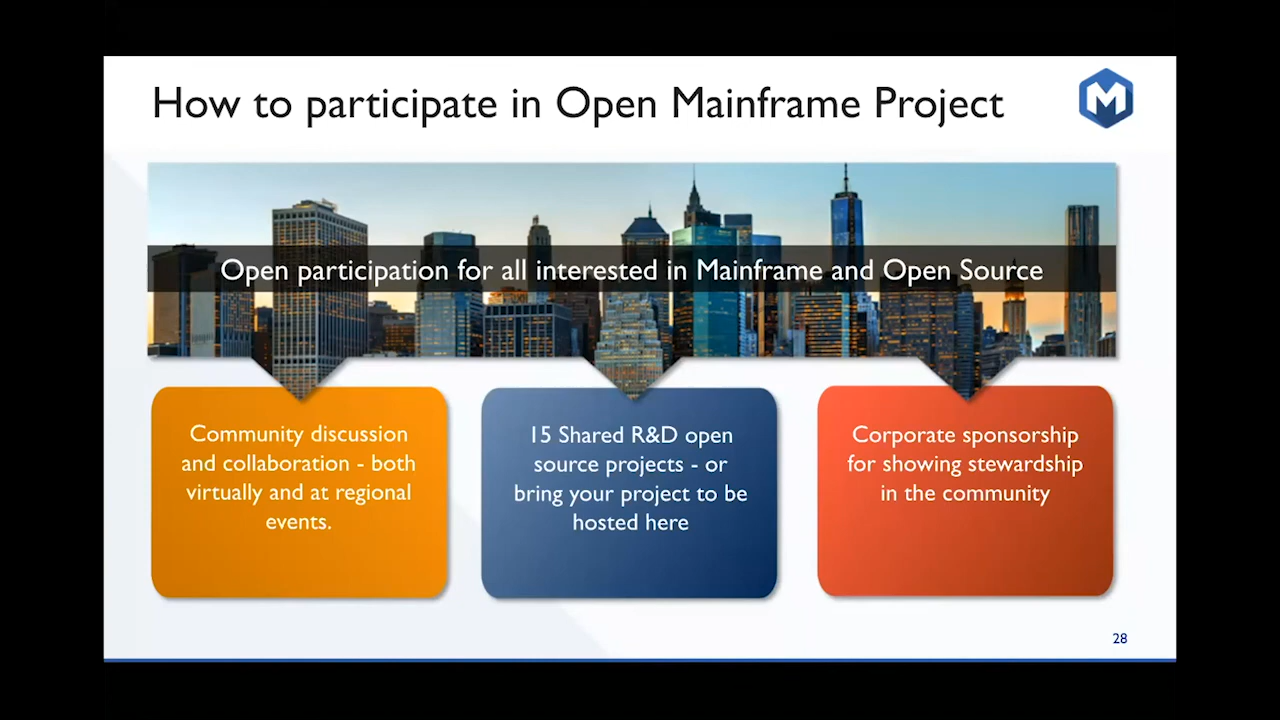 How to participate in Open Mainframe Project
M
Open participation for all interested in Mainframe and Open Source
Community discussion
and collaboration - both
virtually and at regional
events.
15 Shared R&D open
source projects - or
bring your project to be
hosted here
Corporate sponsorship
for showing stewardship
in the community
28